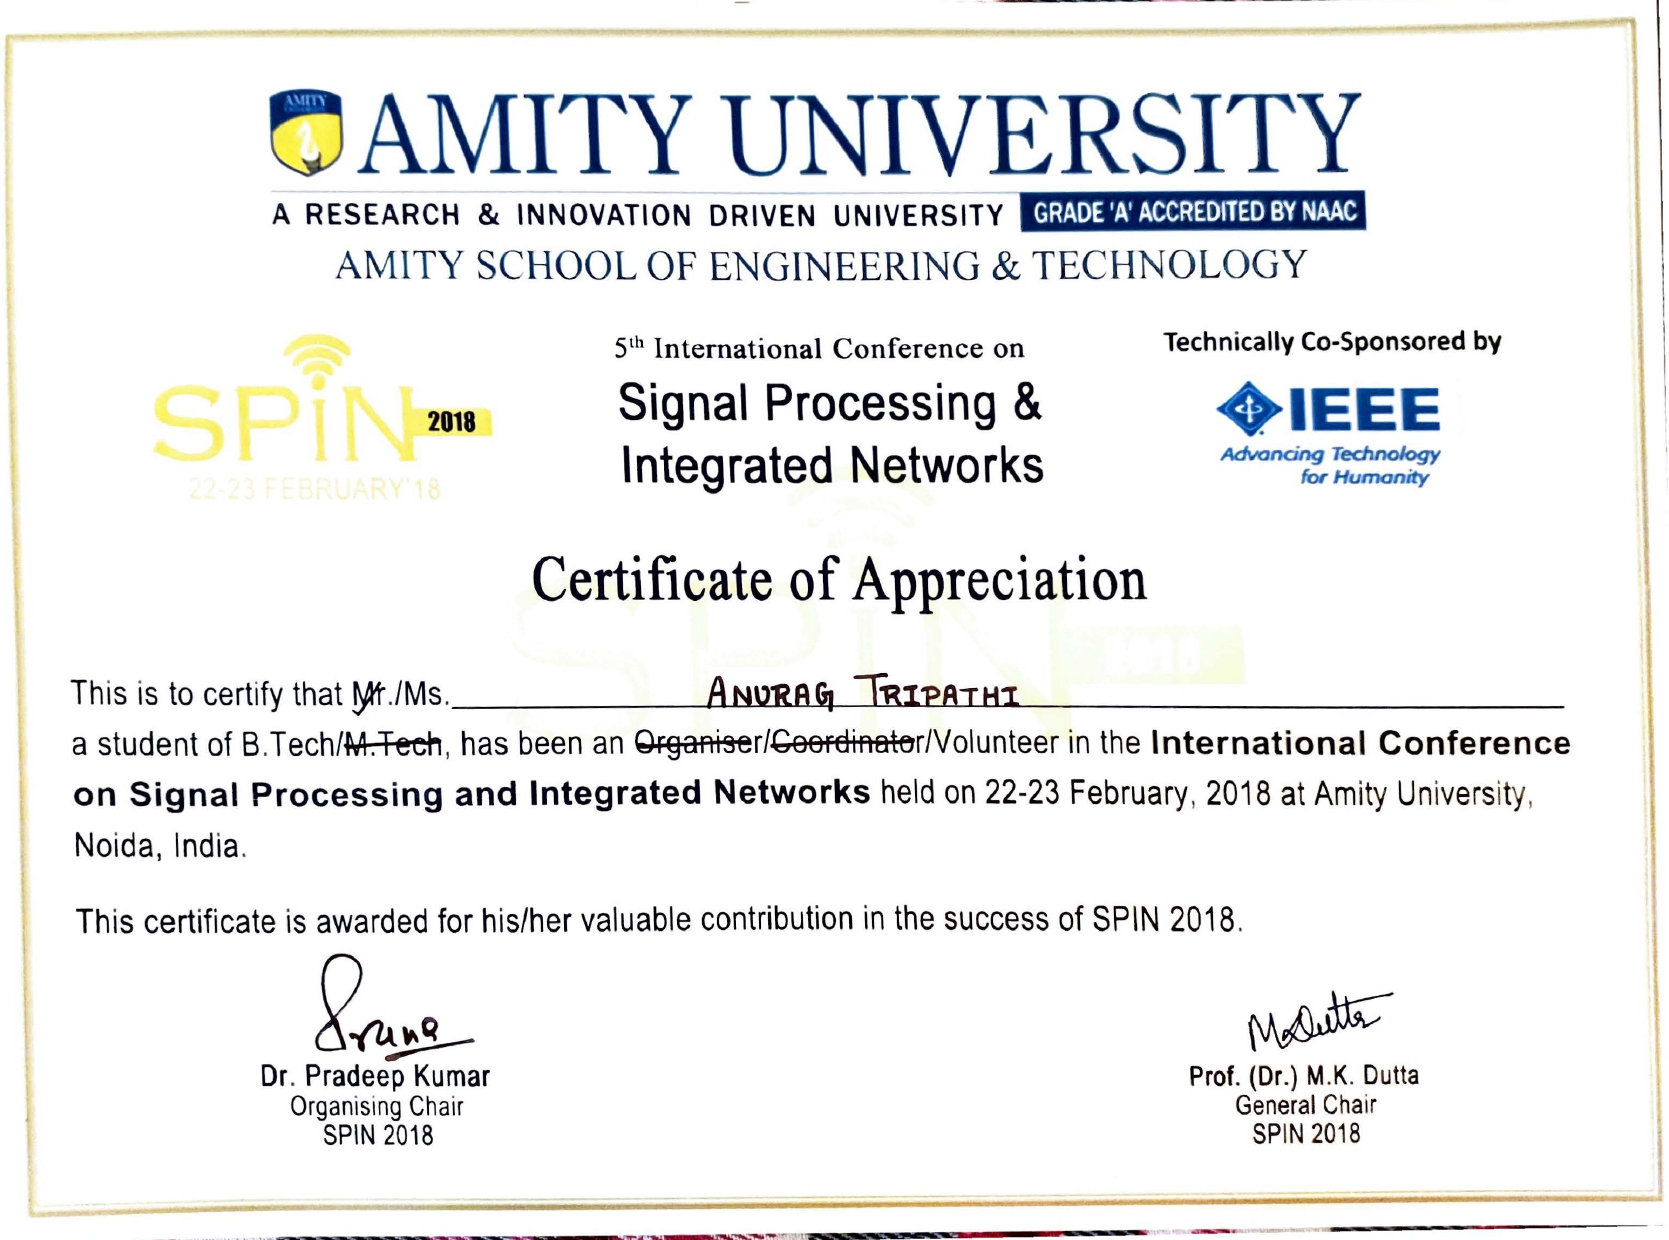 AMITY
UNIVERSITY
AMITY UNIVERSITY
A RESEARCH & INNOVATION DRIVEN UNIVERSITY GRADE 'A' ACCREDITED BY NAAC
AMITY SCHOOL OF ENGINEERING & TECHNOLOGY
SPiN 2018
22-23 FEBRUARY'18
5th International Conference on
Signal Processing &
Integrated Networks
Technically Co-Sponsored by
IEEE
Advancing Technology
for Humanity
Certificate of Appreciation
SPiN 2018
This is to certify that Mr./Ms. ANURAG TRIPATHI
a student of B.Tech/M.Tech, has been an Organiser/Coordinator/Volunteer in the International Conference
on Signal Processing and Integrated Networks held on 22-23 February, 2018 at Amity University,
Noida, India.
This certificate is awarded for his/her valuable contribution in the success of SPIN 2018.
Dr. Pradeep Kumar
Organising Chair
SPIN 2018
MDutta
Prof. (Dr.) M.K. Dutta
General Chair
SPIN 2018